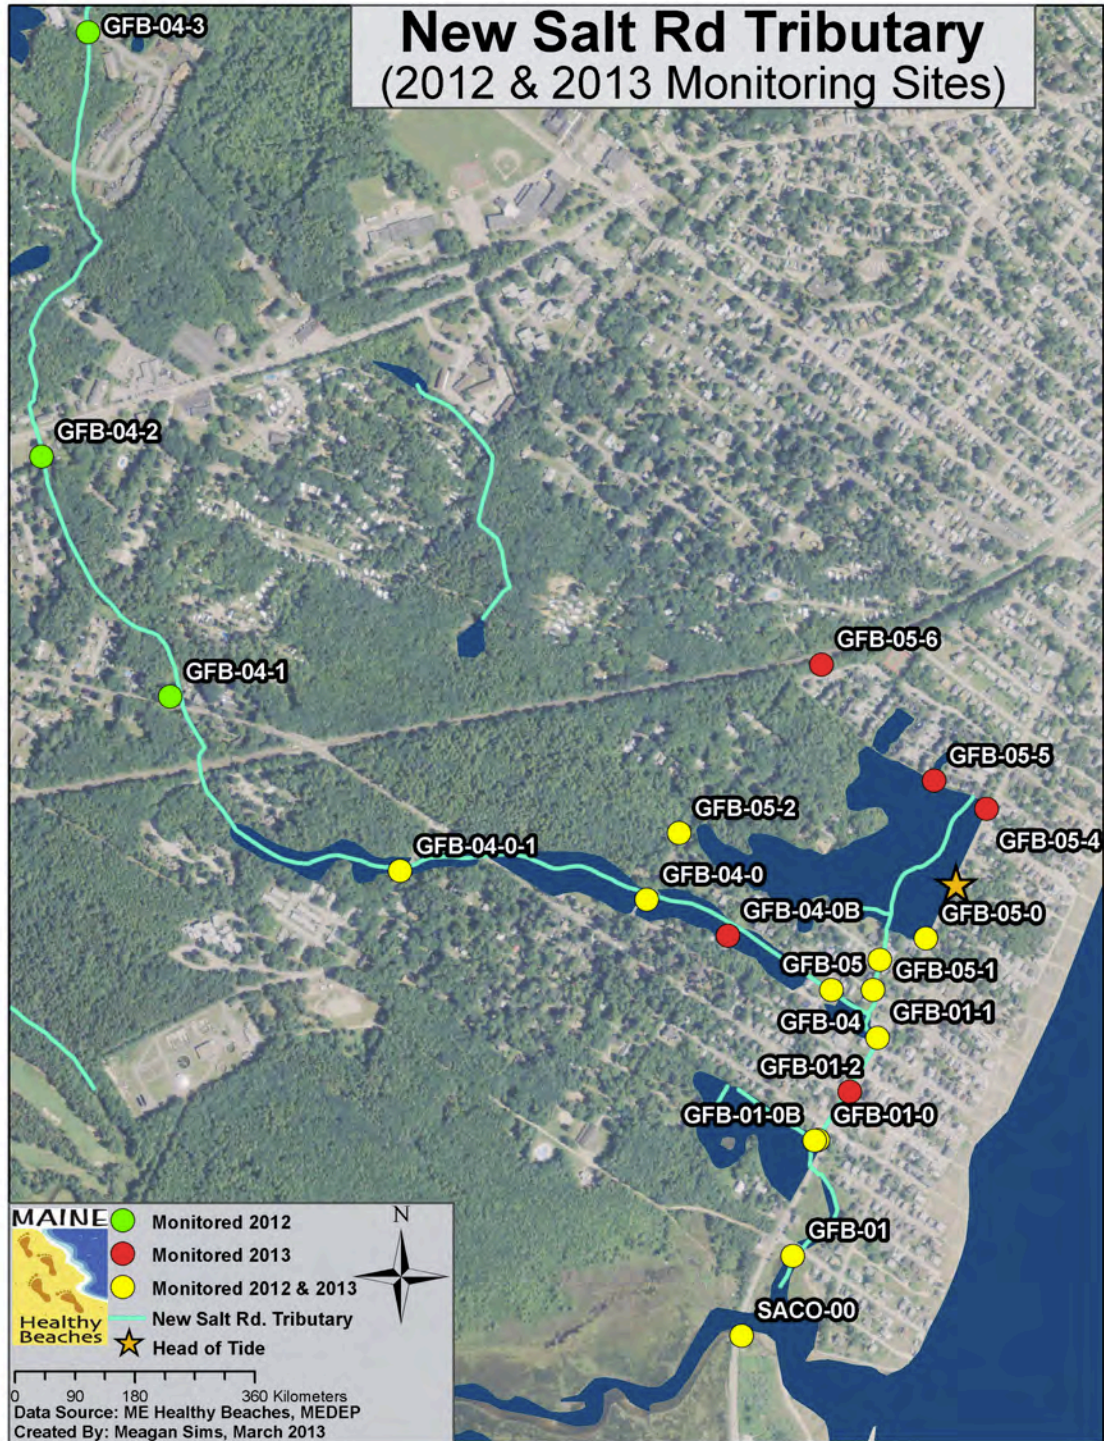 New Salt Rd Tributary
(2012 & 2013 Monitoring Sites)
GFB-04-3
GFB-04-2
GFB-04-1
GFB-05-6
GFB-05-5
GFB-05-4
GFB-05-2
GFB-04-0-1
GFB-04-0
GFB-04-0B
GFB-05-0
GFB-05
GFB-05-1
GFB-04
GFB-01-1
GFB-01-2
GFB-01-0B
GFB-01-0
GFB-01
SACO-00
MAINE
Healthy
Beaches
Monitored 2012
Monitored 2013
Monitored 2012 & 2013
New Salt Rd. Tributary
Head of Tide
N
0 90 180 360 Kilometers
Data Source: ME Healthy Beaches, MEDEP
Created By: Meagan Sims, March 2013